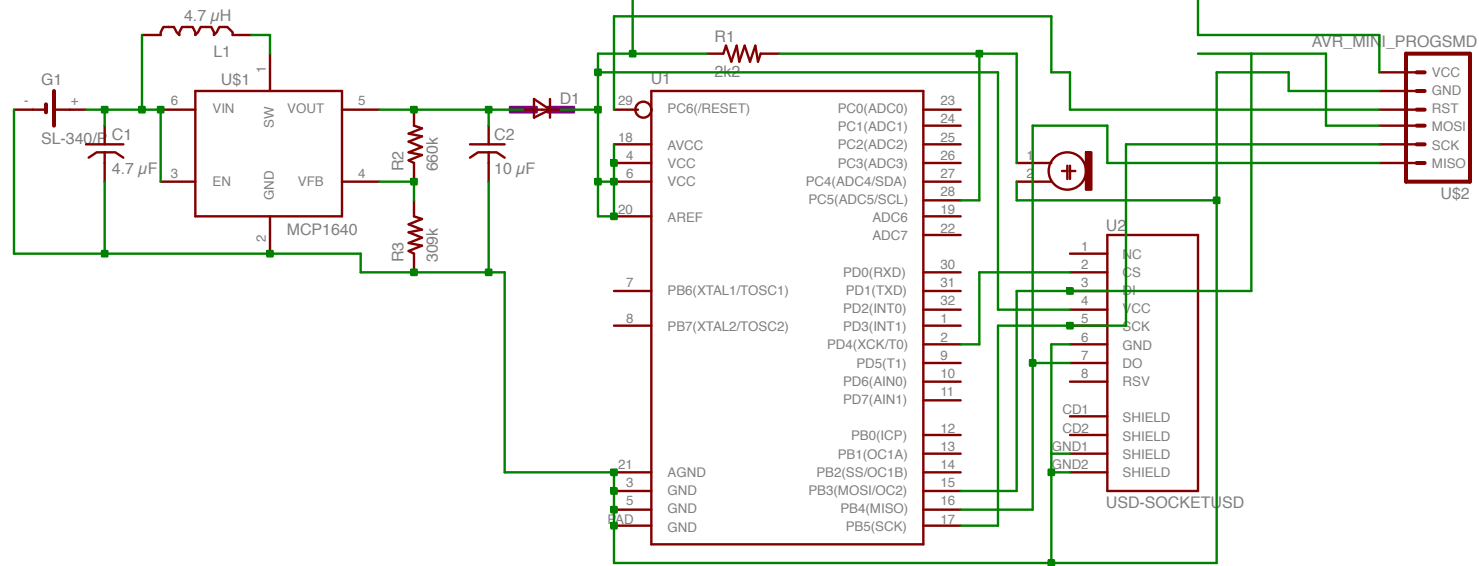 4.7 µH
L1
G1
-
+
SL-340/P
C1
4.7 µF
U$1
1
6
VIN
SW
VOUT
5
3
EN
GND
VFB
4
2
MCP1640
R2
660k
R3
309k
C2
10 µF
D1
R1
2k2
U1
29
PC6(/RESET)
18
AVCC
4
VCC
6
VCC
20
AREF
7
PB6(XTAL1/TOSC1)
8
PB7(XTAL2/TOSC2)
21
AGND
3
GND
5
GND
PAD
GND
PC0(ADC0)
23
PC1(ADC1)
24
PC2(ADC2)
25
PC3(ADC3)
26
PC4(ADC4/SDA)
27
PC5(ADC5/SCL)
28
ADC6
19
ADC7
22
PD0(RXD)
30
PD1(TXD)
31
PD2(INT0)
32
PD3(INT1)
1
PD4(XCK/T0)
2
PD5(T1)
9
PD6(AIN0)
10
PD7(AIN1)
11
PB0(ICP)
12
PB1(OC1A)
13
PB2(SS/OC1B)
14
PB3(MOSI/OC2)
15
PB4(MISO)
16
PB5(SCK)
17
1
2
U2
1
NC
2
CS
3
DI
4
VCC
5
SCK
6
GND
7
DO
8
RSV
CD1
SHIELD
CD2
SHIELD
GND1
SHIELD
GND2
SHIELD
USD-SOCKETUSD
AVR_MINI_PROGSMD
VCC
GND
RST
MOSI
SCK
MISO
U$2